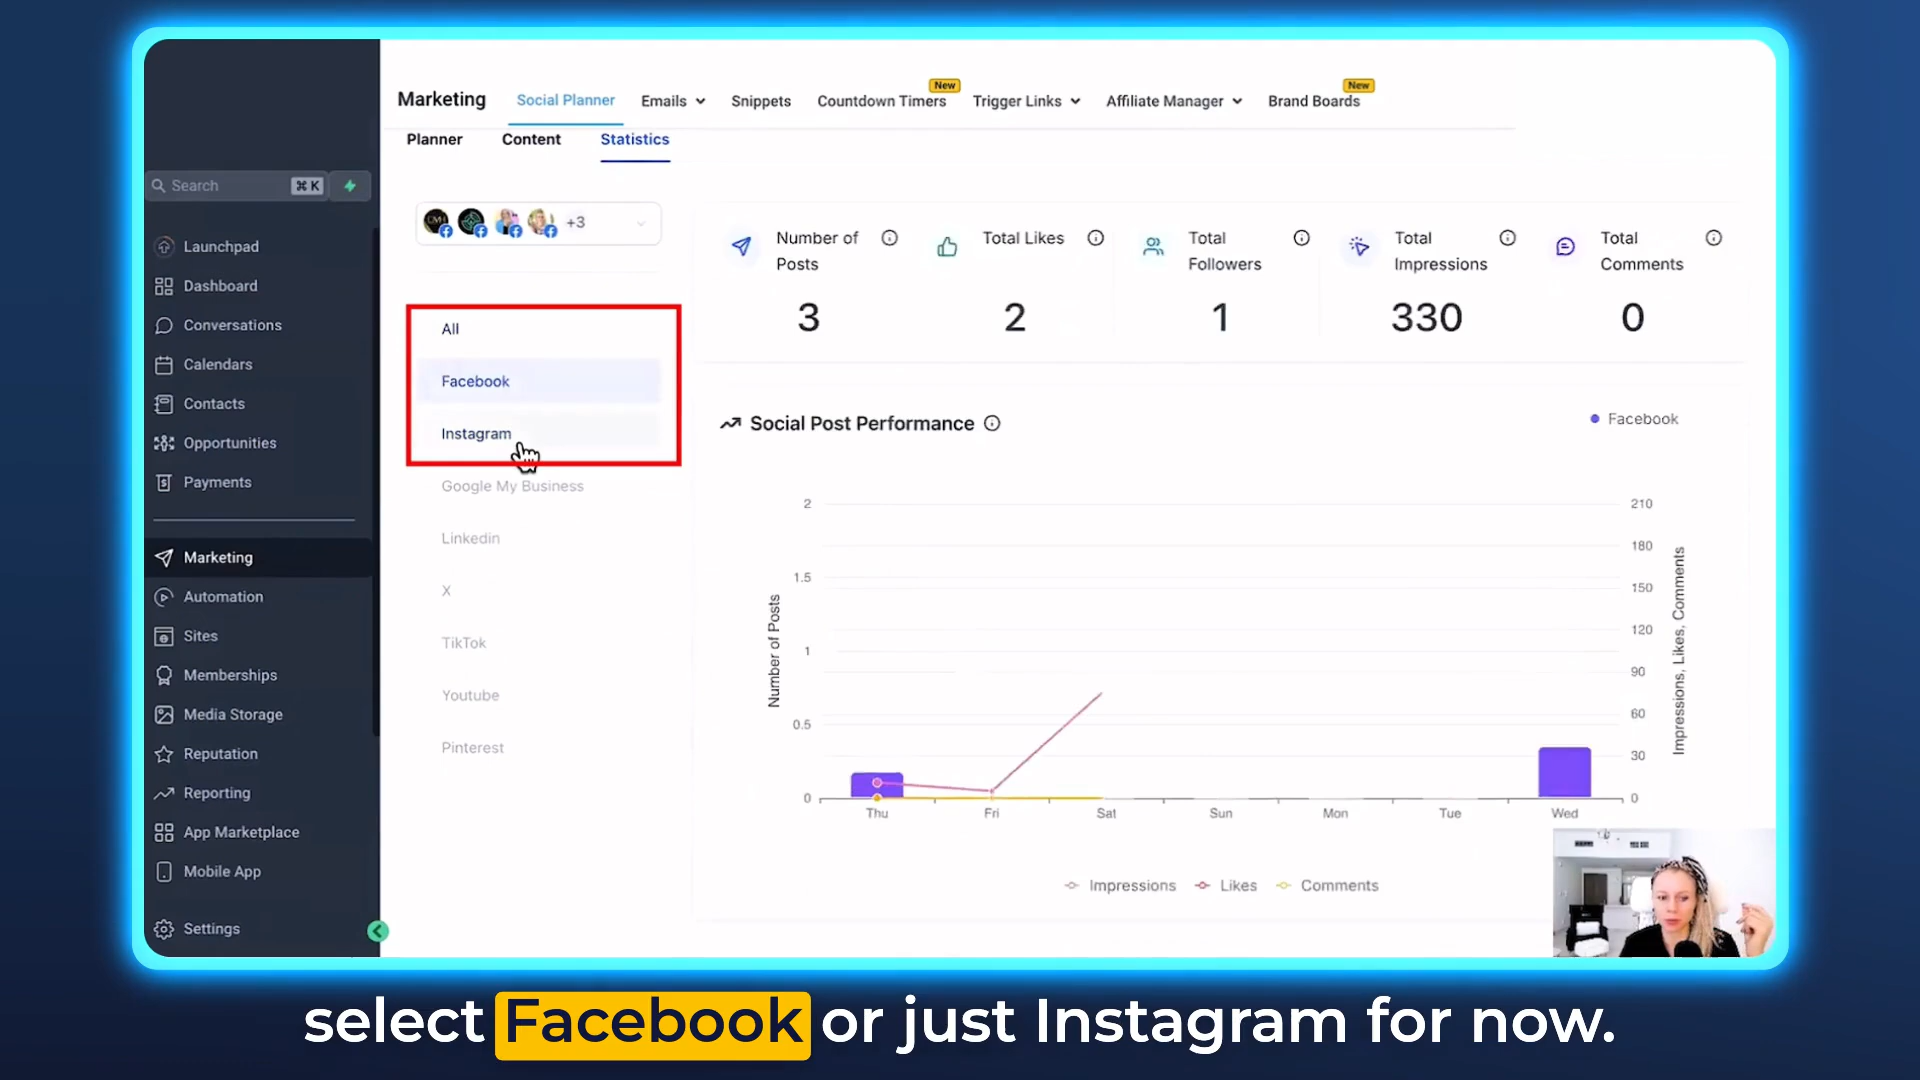 Marketing
Social Planner
Emails
Snippets
Countdown Timers
New
Trigger Links
Affiliate Manager
Brand Boards
New
Planner
Content
Statistics
Search
⌘ K
Launchpad
Dashboard
Conversations
Calendars
Contacts
Opportunities
Payments
Marketing
Automation
Sites
Memberships
Media Storage
Reputation
Reporting
App Marketplace
Mobile App
Settings
+3
All
Facebook
Instagram
Google My Business
Linkedin
X
TikTok
Youtube
Pinterest
Number of
Posts
3
Total Likes
2
Total
Followers
1
Total
Impressions
330
Total
Comments
0
Social Post Performance
Facebook
2
1.5
1
0.5
0
Number of Posts
210
180
150
120
90
60
30
0
Impressions, Likes, Comments
Thu
Fri
Sat
Sun
Mon
Tue
Wed
Impressions
Likes
Comments
select Facebook or just Instagram for now.